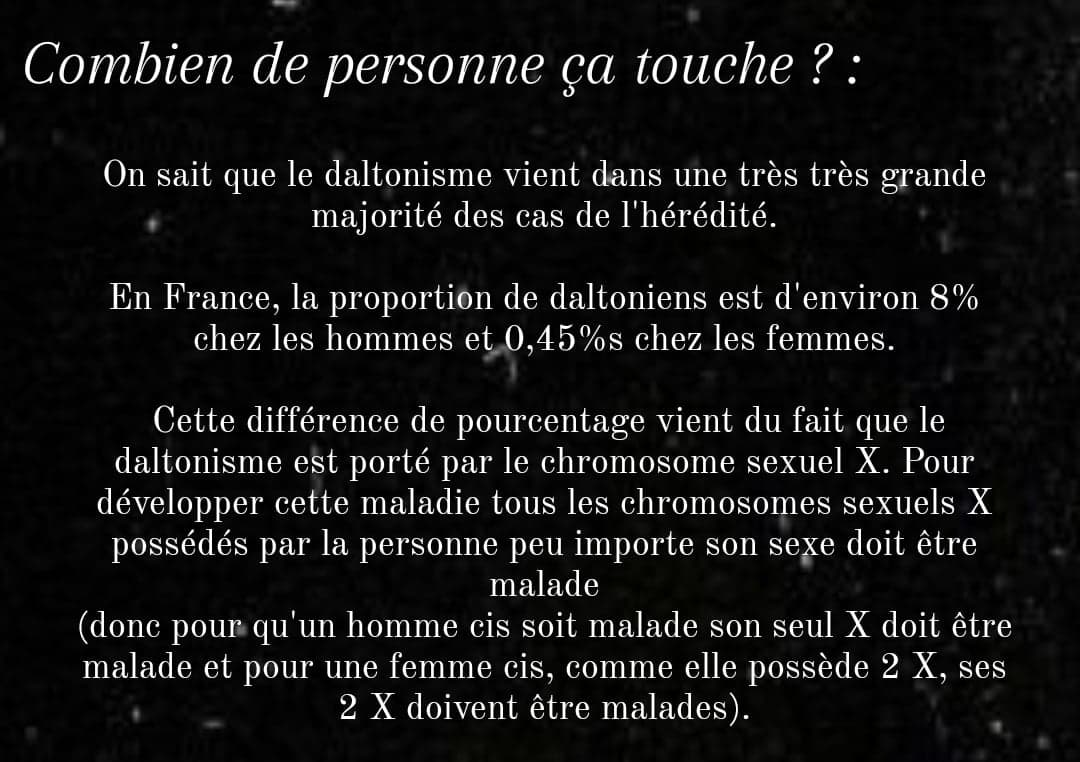 Combien de personne ça touche ? :
On sait que le daltonisme vient dans une très très grande
majorité des cas de l'hérédité.
En France, la proportion de daltoniens est d'environ 8%
chez les hommes et 0,45%s chez les femmes.
Cette différence de pourcentage vient du fait que le
daltonisme est porté par le chromosome sexuel X. Pour
développer cette maladie tous les chromosomes sexuels X
possédés par la personne peu importe son sexe doit être
malade
(donc pour qu'un homme cis soit malade son seul X doit être
malade et pour une femme cis, comme elle possède 2 X, ses
2 X doivent être malades).